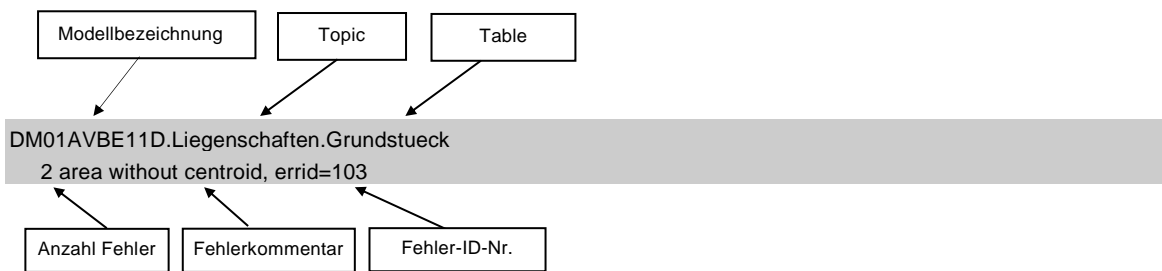 Modellbezeichnung Topic Table
DM01AVBE11D.Liegenschaften.Grundstueck
2 area without centroid, errid=103
Anzahl Fehler Fehlerkommentar Fehler-ID-Nr.